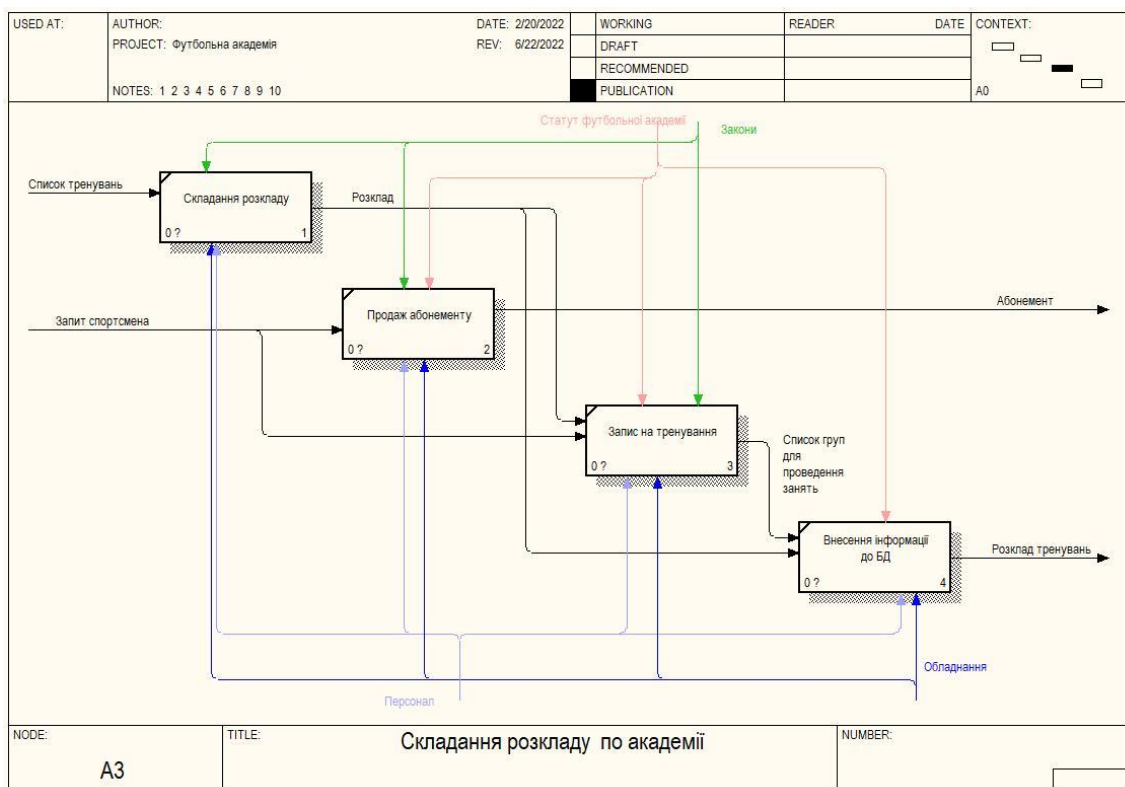 USED AT:
AUTHOR:
DATE: 2/20/2022
PROJECT: Футбольна академія
REV: 6/22/2022
NOTES: 1 2 3 4 5 6 7 8 9 10
WORKING
DRAFT
RECOMMENDED
PUBLICATION
READER
DATE
CONTEXT:
A0
Статут футбольної академії
Закони
Список тренувань
Складання розкладу
0 ?
1
Розклад
Запит спортсмена
Продаж абонементу
0 ?
2
Абонемент
Запис на тренування
0 ?
3
Список груп
для
проведення
занять
Внесення інформації
до БД
0 ?
4
Розклад тренувань
Обладнання
Персонал
NODE:
A3
TITLE:
Складання розкладу по академії
NUMBER: